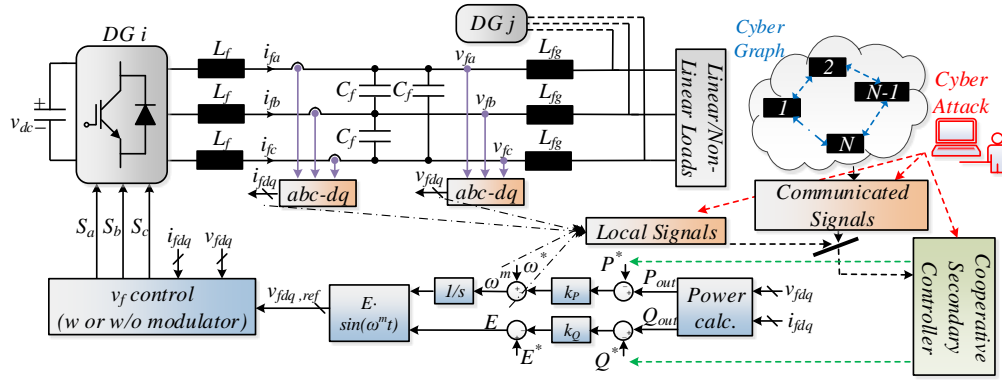 DG i
v_dc
+
−
L_f
L_f
L_f
i_fa
i_fb
i_fc
C_f
C_f
C_f
v_fa
v_fb
v_fc
DG j
L_fg
L_fg
L_fg
Linear/Non-
Linear Loads
Cyber
Graph
1
2
N-1
N
Cyber
Attack
i_fdq
abc-dq
v_fdq
abc-dq
Communicated
Signals
Local Signals
S_a
S_b
S_c
i_fdq
v_fdq
v_f control
(w or w/o modulator)
v_fdq,ref
E·
sin(ω^m t)
1/s
ω^m
ω^*
k_P
P^*
P_out
E
E^*
k_Q
Q^*
Q_out
Power
calc.
v_fdq
i_fdq
Cooperative
Secondary
Controller